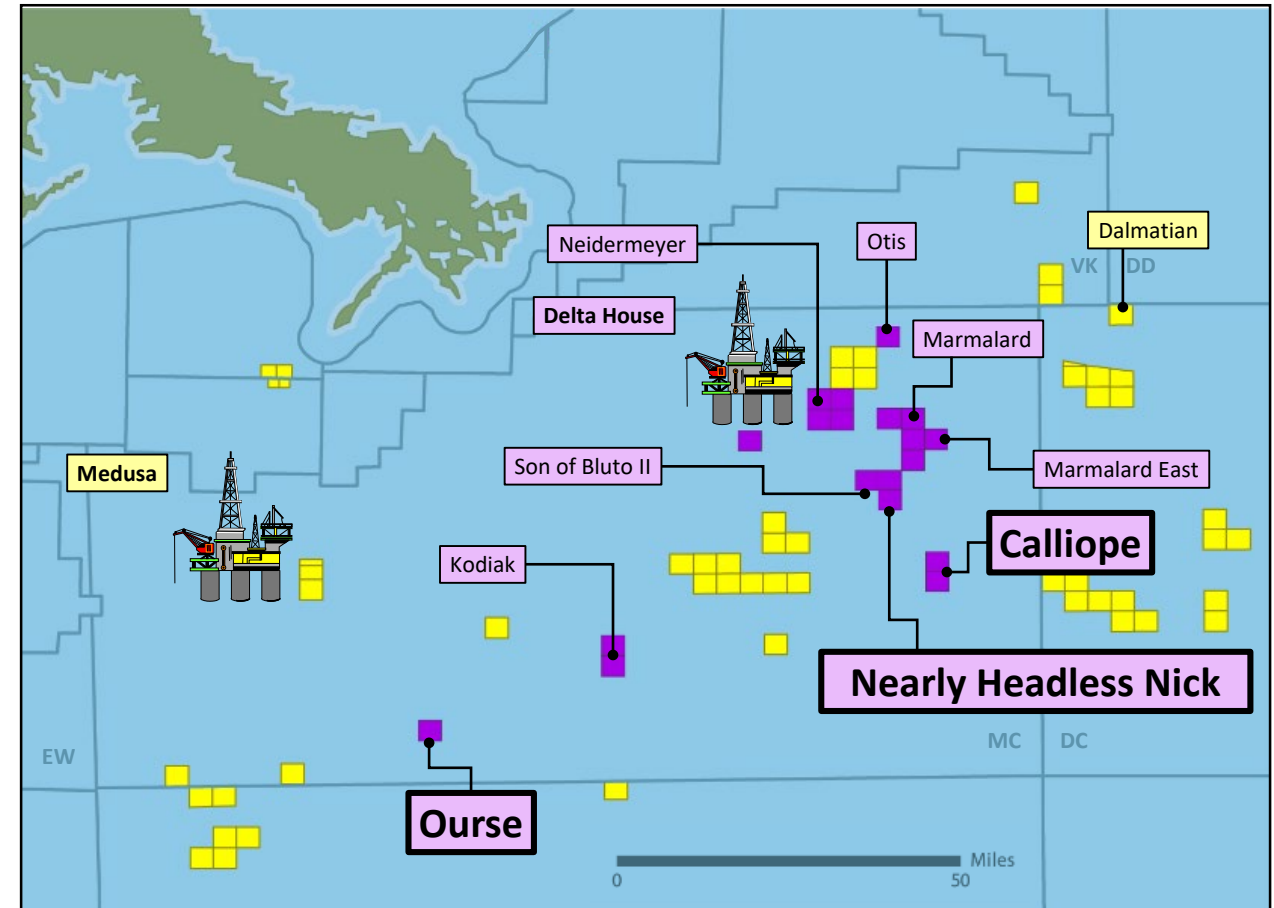 Neidermeyer
Otis
Dalmatian
VK
DD
Delta House
Marmalard
Medusa
Son of Bluto II
Marmalard East
Calliope
Kodiak
Nearly Headless Nick
EW
MC
DC
Ourse
Miles
0
50